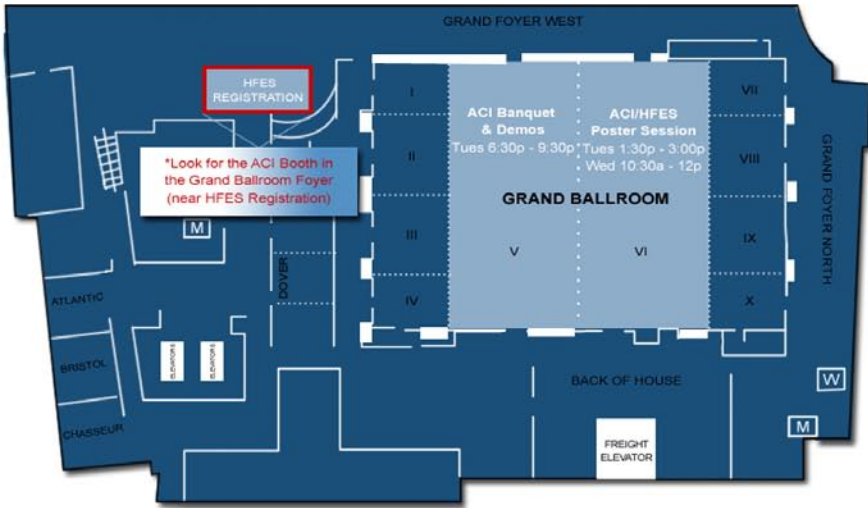 GRAND FOYER WEST
HFES
REGISTRATION
*Look for the ACI Booth in
the Grand Ballroom Foyer
(near HFES Registration)
I
II
III
IV
ACI Banquet
& Demos
Tues 6:30p - 9:30p
ACI/HFES
Poster Session
Tues 1:30p - 3:00p
Wed 10:30a - 12p
GRAND BALLROOM
V
VI
VII
VIII
IX
X
GRAND FOYER NORTH
M
DOVER
ATLANTIC
BRISTOL
CHASSEUR
ELEVATORS
ELEVATORS
BACK OF HOUSE
FREIGHT
ELEVATOR
W
M